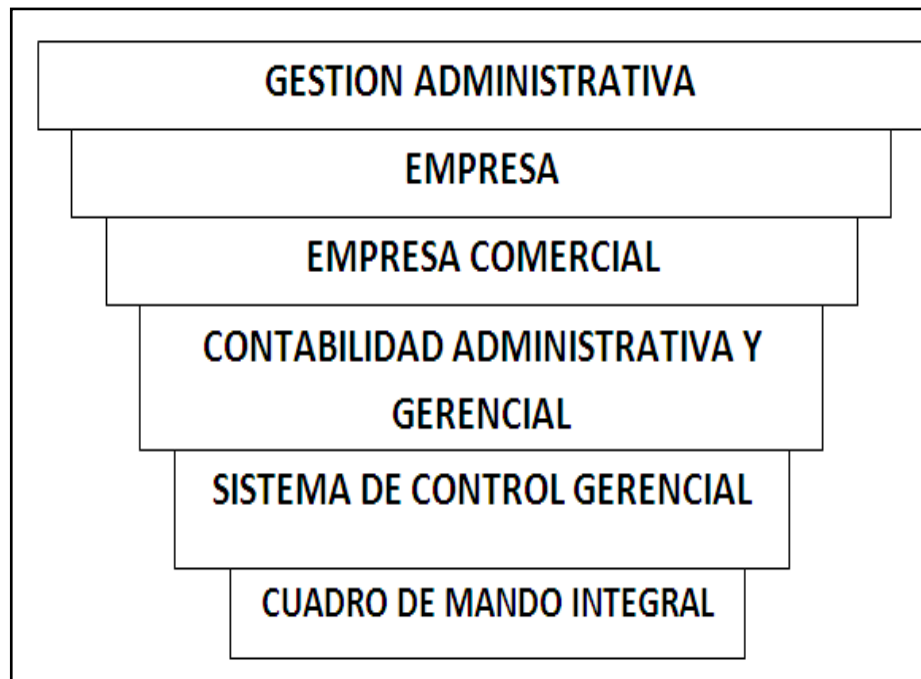 GESTION ADMINISTRATIVA
EMPRESA
EMPRESA COMERCIAL
CONTABILIDAD ADMINISTRATIVA Y
GERENCIAL
SISTEMA DE CONTROL GERENCIAL
CUADRO DE MANDO INTEGRAL